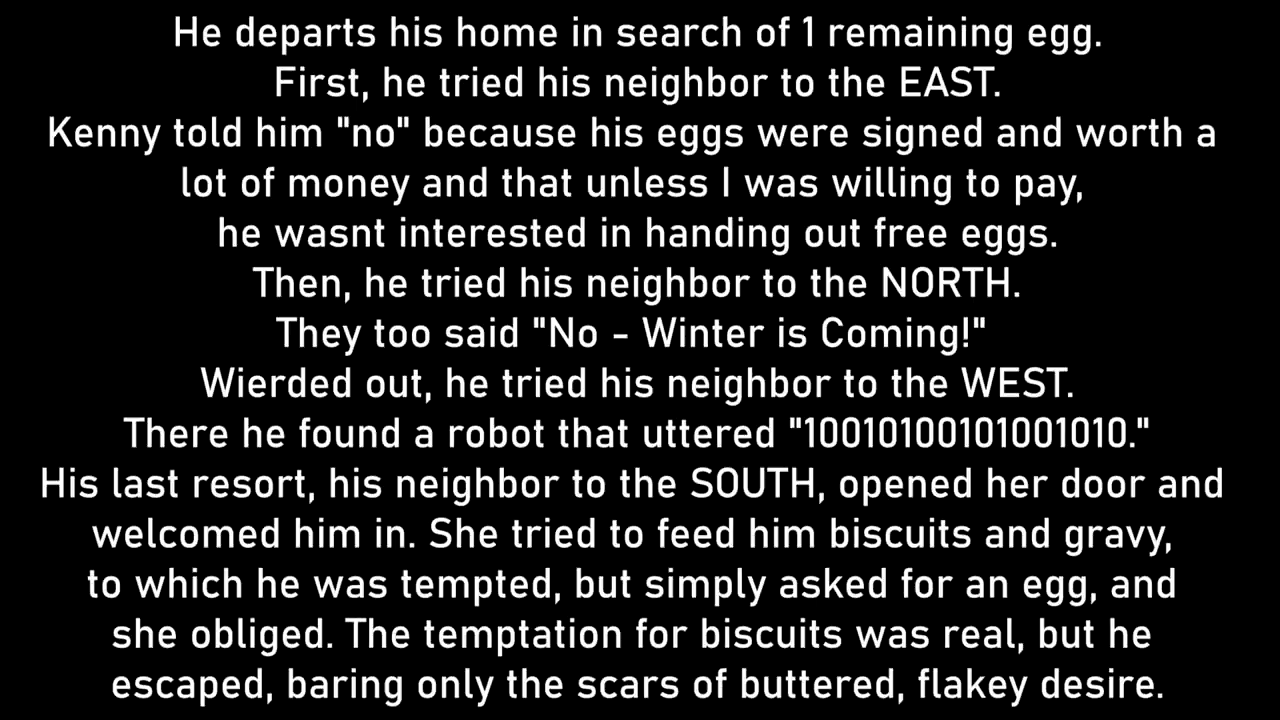 He departs his home in search of 1 remaining egg.
First, he tried his neighbor to the EAST.
Kenny told him "no" because his eggs were signed and worth a
lot of money and that unless I was willing to pay,
he wasnt interested in handing out free eggs.
Then, he tried his neighbor to the NORTH.
They too said "No - Winter is Coming!"
Wierded out, he tried his neighbor to the WEST.
There he found a robot that uttered "10010100101001010."
His last resort, his neighbor to the SOUTH, opened her door and
welcomed him in. She tried to feed him biscuits and gravy,
to which he was tempted, but simply asked for an egg, and
she obliged. The temptation for biscuits was real, but he
escaped, baring only the scars of buttered, flakey desire.